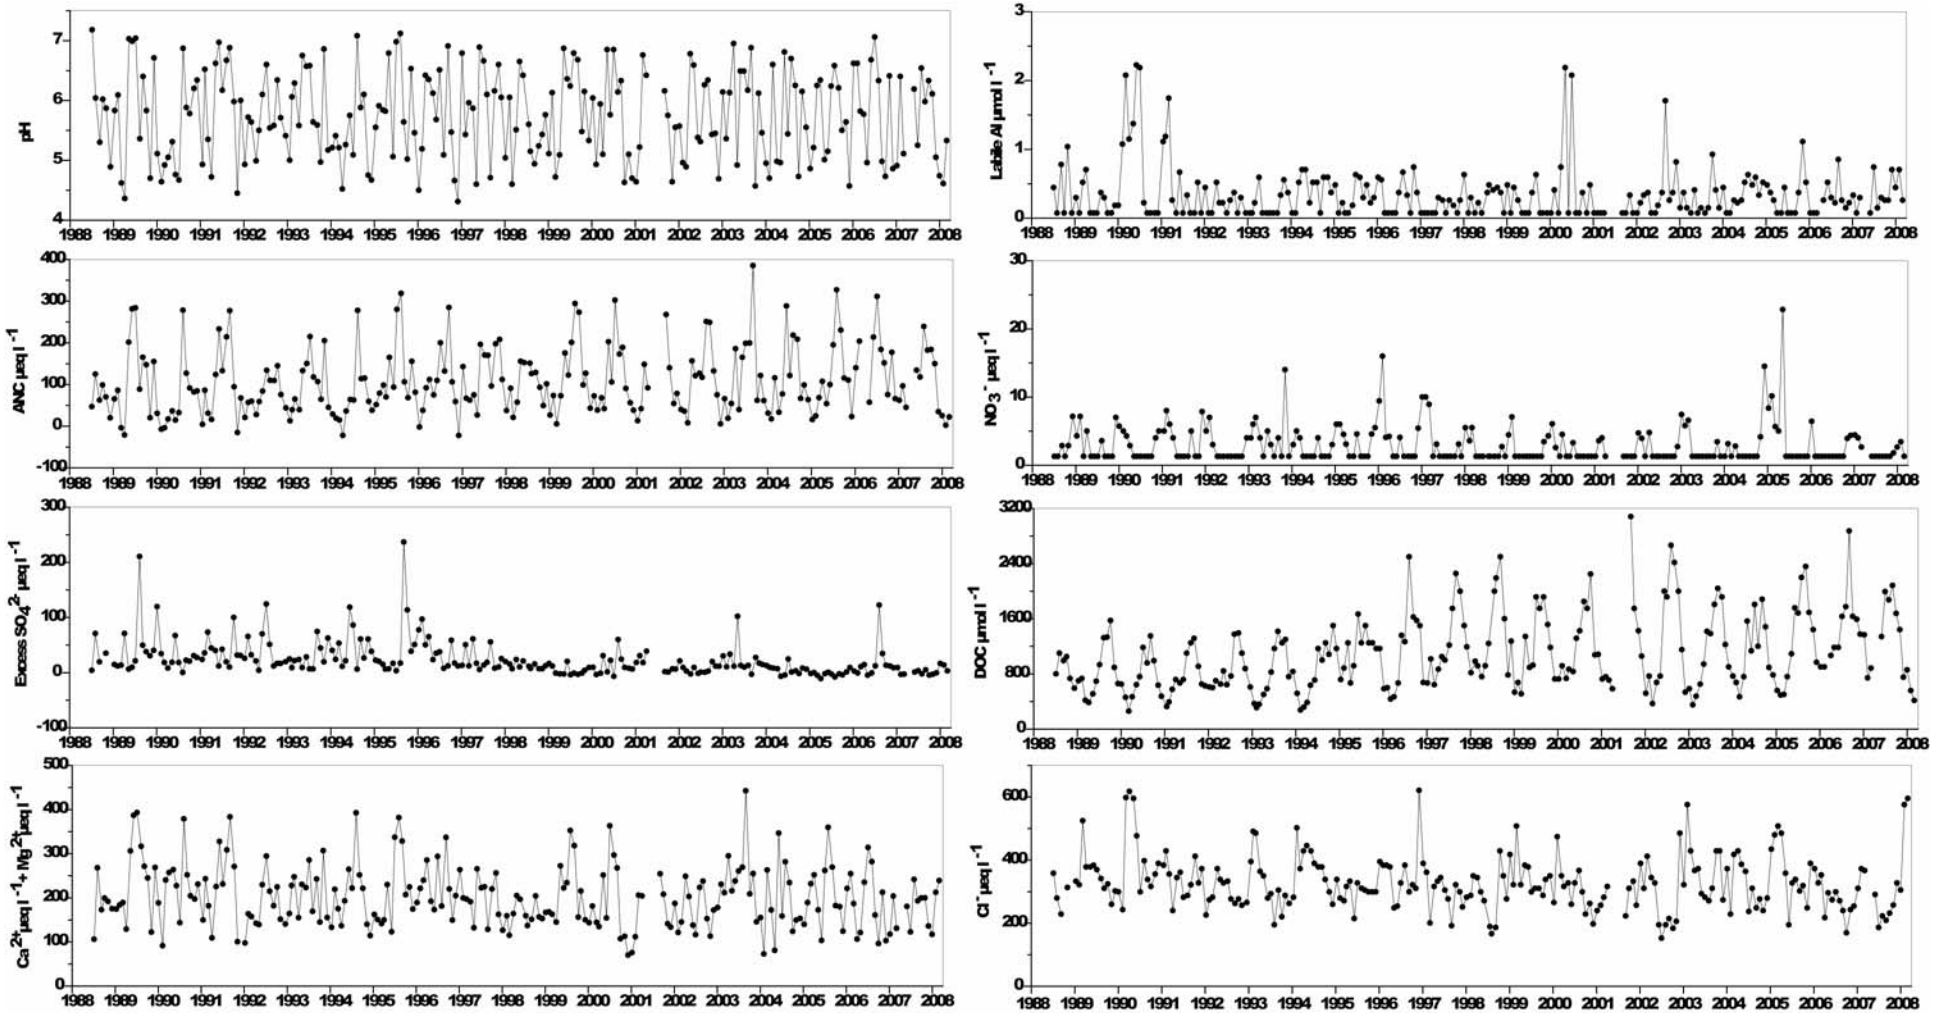 7
6
5
4
pH
1988 1989 1990 1991 1992 1993 1994 1995 1996 1997 1998 1999 2000 2001 2002 2003 2004 2005 2006 2007 2008
400
300
200
100
0
-100
ANC µeq l⁻¹
1988 1989 1990 1991 1992 1993 1994 1995 1996 1997 1998 1999 2000 2001 2002 2003 2004 2005 2006 2007 2008
300
200
100
0
-100
Excess SO₄²⁻ µeq l⁻¹
1988 1989 1990 1991 1992 1993 1994 1995 1996 1997 1998 1999 2000 2001 2002 2003 2004 2005 2006 2007 2008
500
400
300
200
100
0
Ca²⁺µeq l⁻¹+ Mg²⁺µeq l⁻¹
1988 1989 1990 1991 1992 1993 1994 1995 1996 1997 1998 1999 2000 2001 2002 2003 2004 2005 2006 2007 2008
3
2
1
0
Labile Al µmol l⁻¹
1988 1989 1990 1991 1992 1993 1994 1995 1996 1997 1998 1999 2000 2001 2002 2003 2004 2005 2006 2007 2008
30
20
10
0
NO₃⁻ µeq l⁻¹
1988 1989 1990 1991 1992 1993 1994 1995 1996 1997 1998 1999 2000 2001 2002 2003 2004 2005 2006 2007 2008
3200
2400
1600
800
0
DOC µmol l⁻¹
1988 1989 1990 1991 1992 1993 1994 1995 1996 1997 1998 1999 2000 2001 2002 2003 2004 2005 2006 2007 2008
600
400
200
0
Cl⁻ µeq l⁻¹
1988 1989 1990 1991 1992 1993 1994 1995 1996 1997 1998 1999 2000 2001 2002 2003 2004 2005 2006 2007 2008